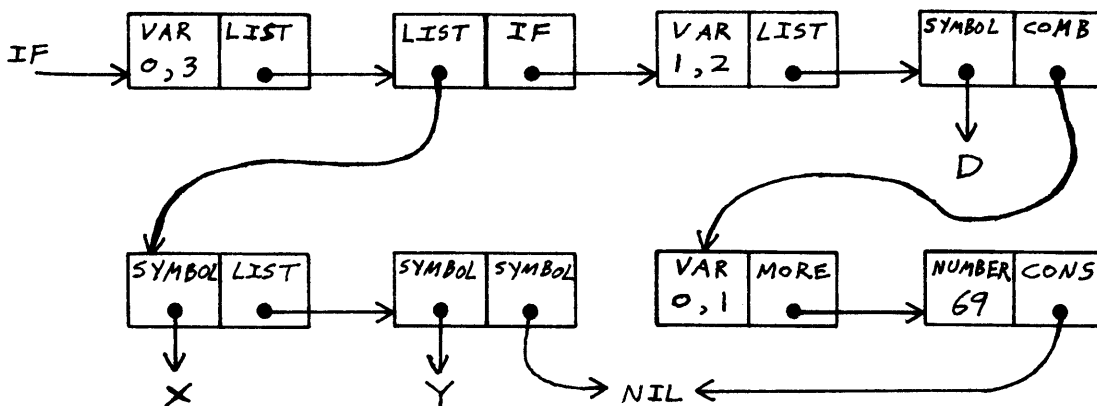 IF
VAR 0,3
LIST
LIST
IF
VAR 1,2
LIST
SYMBOL
COMB
D
SYMBOL
LIST
SYMBOL
SYMBOL
VAR 0,1
MORE
NUMBER 69
CONS
X
Y
NIL